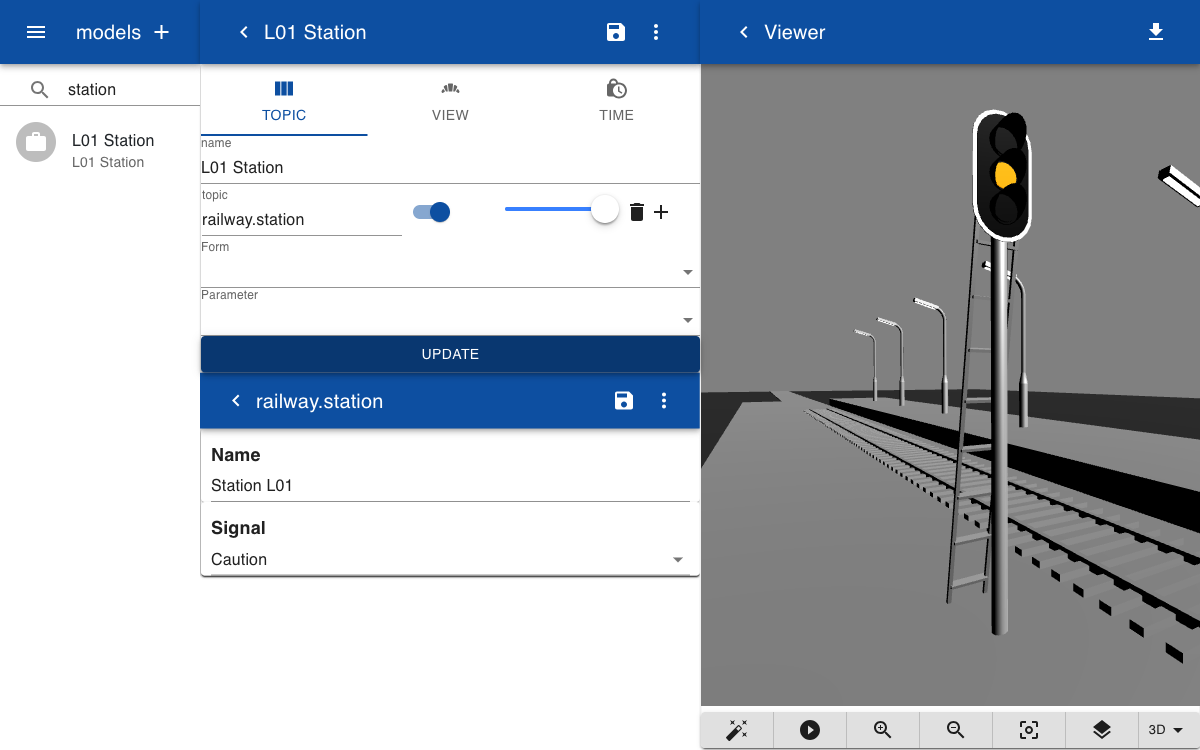 models
L01 Station
Viewer
station
L01 Station
L01 Station
TOPIC
VIEW
TIME
name
L01 Station
topic
railway.station
Form
Parameter
UPDATE
railway.station
Name
Station L01
Signal
Caution
3D